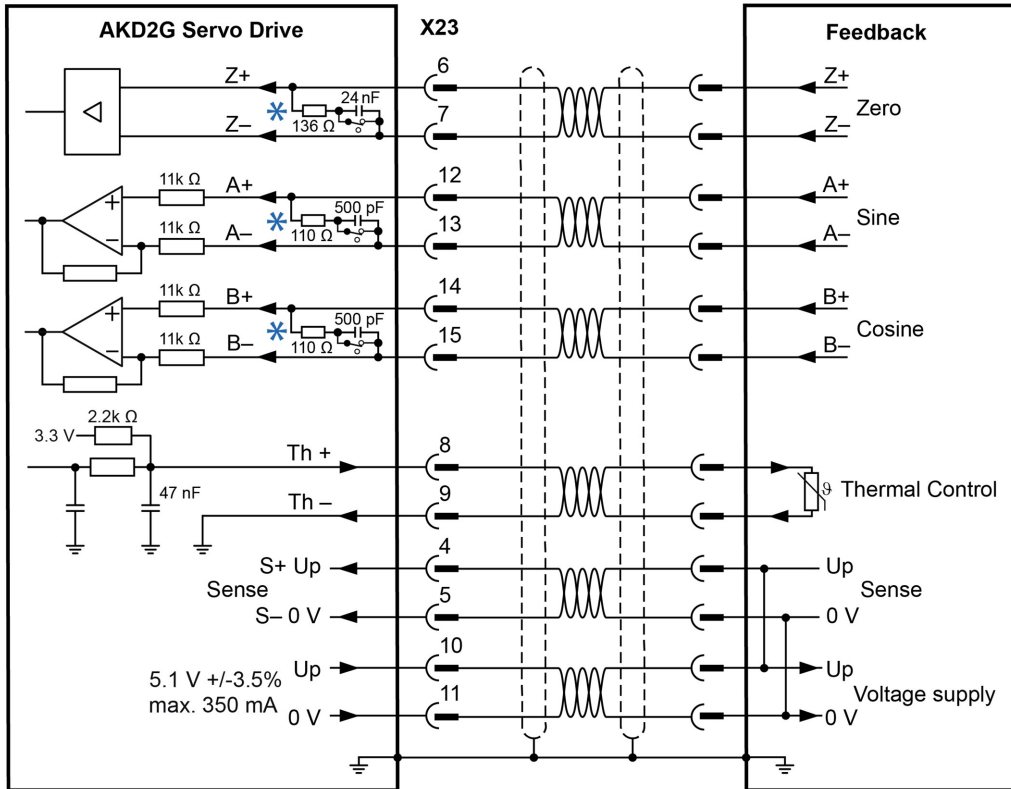 AKD2G Servo Drive
X23
Feedback
Z+
24 nF
6
Z+
*
136 Ω
Zero
Z–
7
Z–
11k Ω
A+
500 pF
12
A+
+
*
110 Ω
Sine
11k Ω
A–
13
A–
–
11k Ω
B+
500 pF
14
B+
+
*
110 Ω
Cosine
11k Ω
B–
15
B–
–
2.2k Ω
3.3 V
Th +
8
47 nF
ϑ Thermal Control
Th –
9
S+ Up
4
Up
Sense
Sense
S– 0 V
5
0 V
Up
10
Up
5.1 V +/-3.5%
max. 350 mA
Voltage supply
0 V
11
0 V